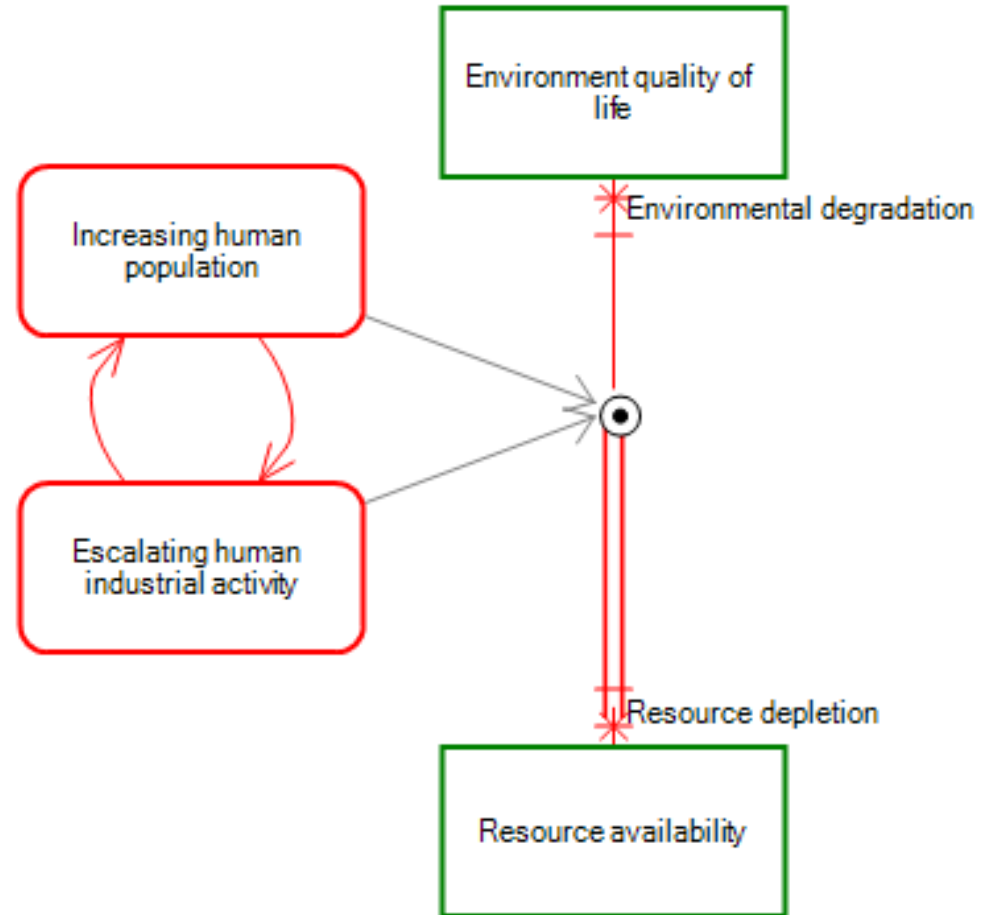 Environment quality of
life
Environmental degradation
Increasing human
population
Escalating human
industrial activity
Resource depletion
Resource availability